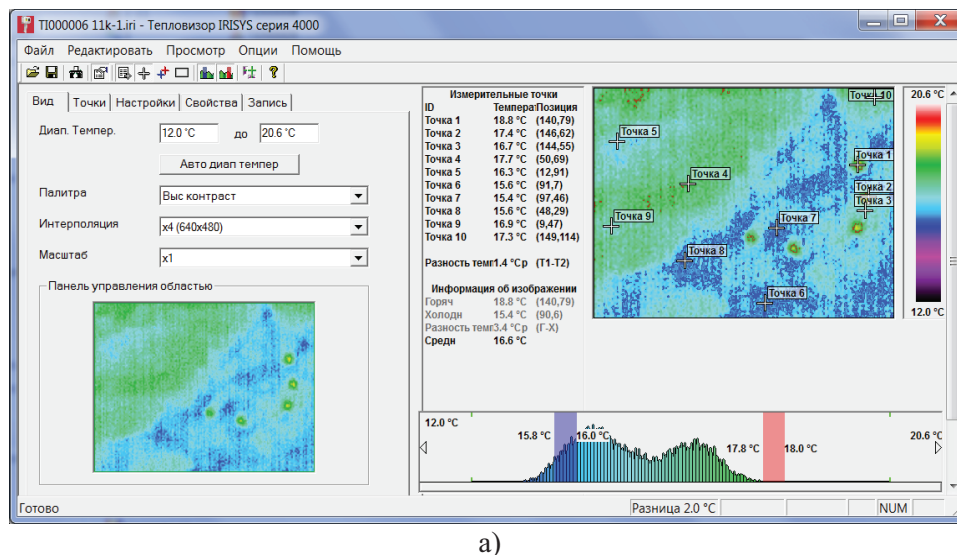 TI000006 11k-1.iri - Тепловизор IRISYS серия 4000
Файл Редактировать Просмотр Опции Помощь
Вид Точки Настройки Свойства Запись
Диап. Темпер. 12.0 °C до 20.6 °C
Авто диап темпер
Палитра Выс контраст
Интерполяция x4 (640x480)
Масштаб x1
Панель управления областью
Измерительные точки
ID Темпера Позиция
Точка 1 18.8 °C (140,79)
Точка 2 17.4 °C (146,62)
Точка 3 16.7 °C (144,55)
Точка 4 17.7 °C (50,69)
Точка 5 16.3 °C (12,91)
Точка 6 15.6 °C (91,7)
Точка 7 15.4 °C (97,46)
Точка 8 15.6 °C (48,29)
Точка 9 16.9 °C (9,47)
Точка 10 17.3 °C (149,114)
Разность темп 1.4 °C р (T1-T2)
Информация об изображении
Горяч 18.8 °C (140,79)
Холодн 15.4 °C (90,6)
Разность темп 3.4 °C р (Г-Х)
Средн 16.6 °C
Точка 10
Точка 5
Точка 1
Точка 4
Точка 2
Точка 3
Точка 9
Точка 7
Точка 8
Точка 6
20.6 °C
12.0 °C
12.0 °C
15.8 °C 16.0 °C 17.8 °C 18.0 °C
20.6 °C
Готово Разница 2.0 °C NUM
а)